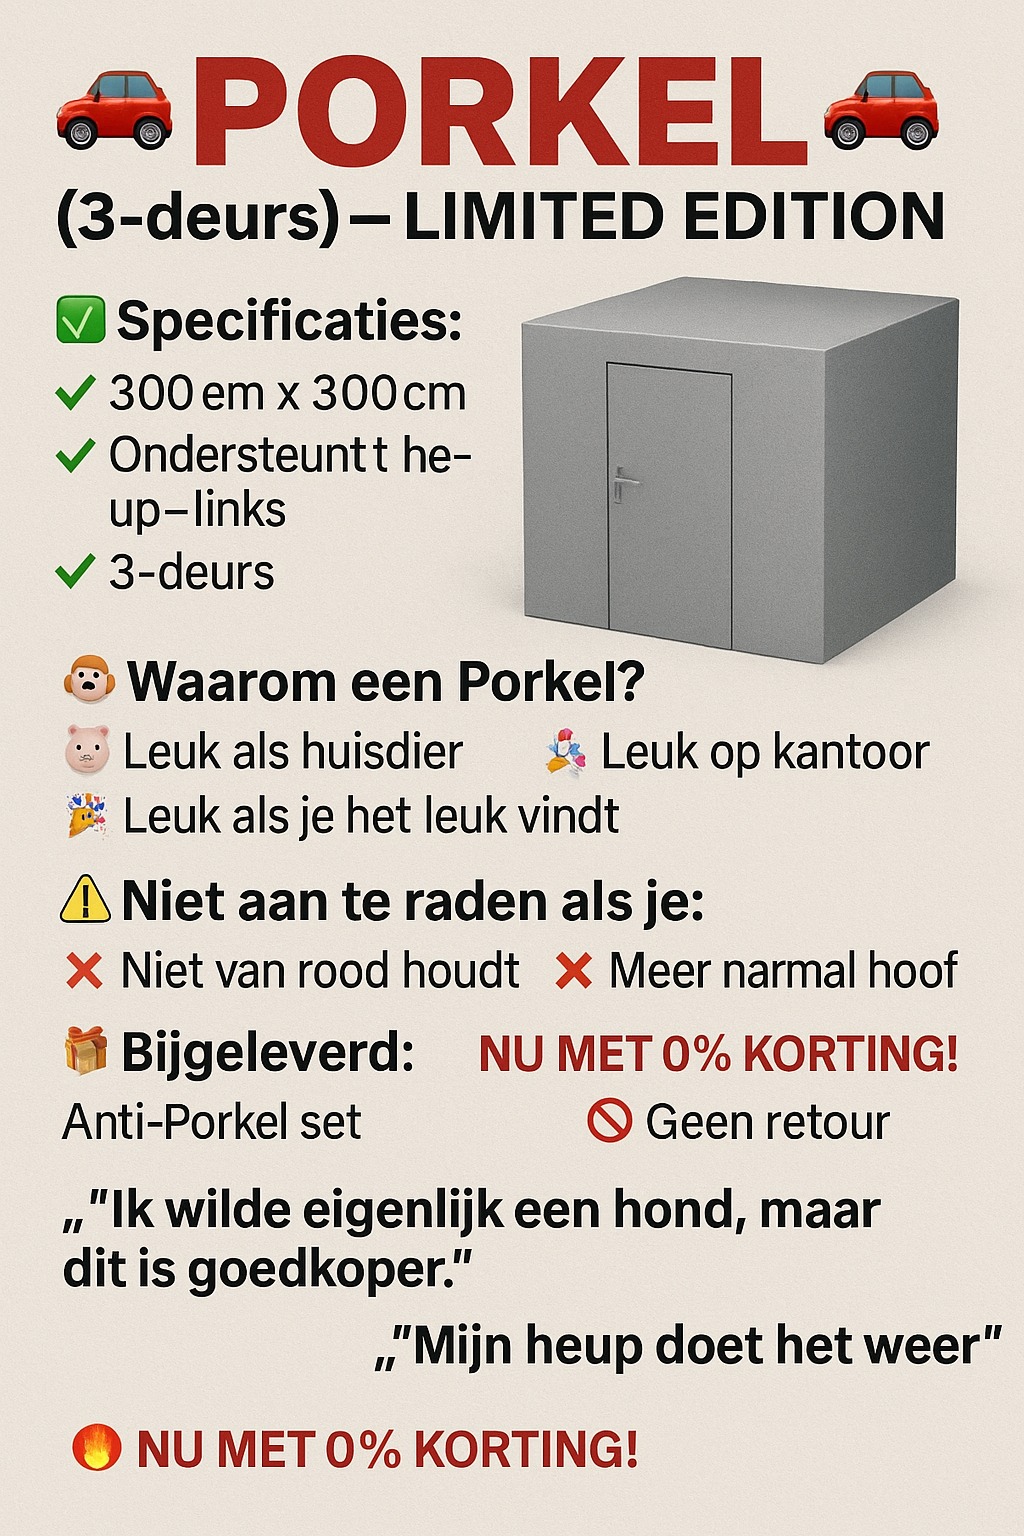 PORKEL
(3-deurs) – LIMITED EDITION
Specificaties:
300 em x 300 cm
Ondersteunt t he-
up–links
3-deurs
Waarom een Porkel?
Leuk als huisdier
Leuk op kantoor
Leuk als je het leuk vindt
Niet aan te raden als je:
Niet van rood houdt
Meer narmal hoof
Bijgeleverd:
NU MET 0% KORTING!
Anti-Porkel set
Geen retour
„"Ik wilde eigenlijk een hond, maar
dit is goedkoper."
„"Mijn heup doet het weer"
NU MET 0% KORTING!